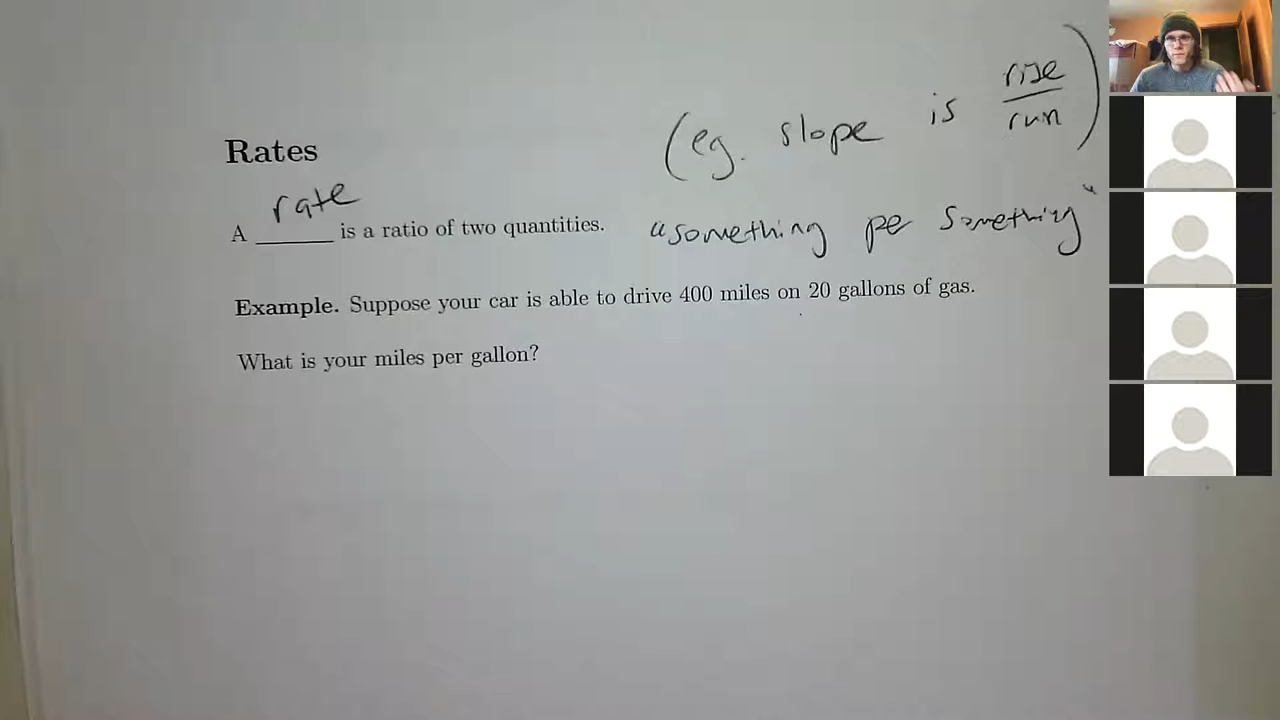 (eg. slope is rise/run)
Rates
A rate is a ratio of two quantities. "something per something"
Example. Suppose your car is able to drive 400 miles on 20 gallons of gas.
What is your miles per gallon?